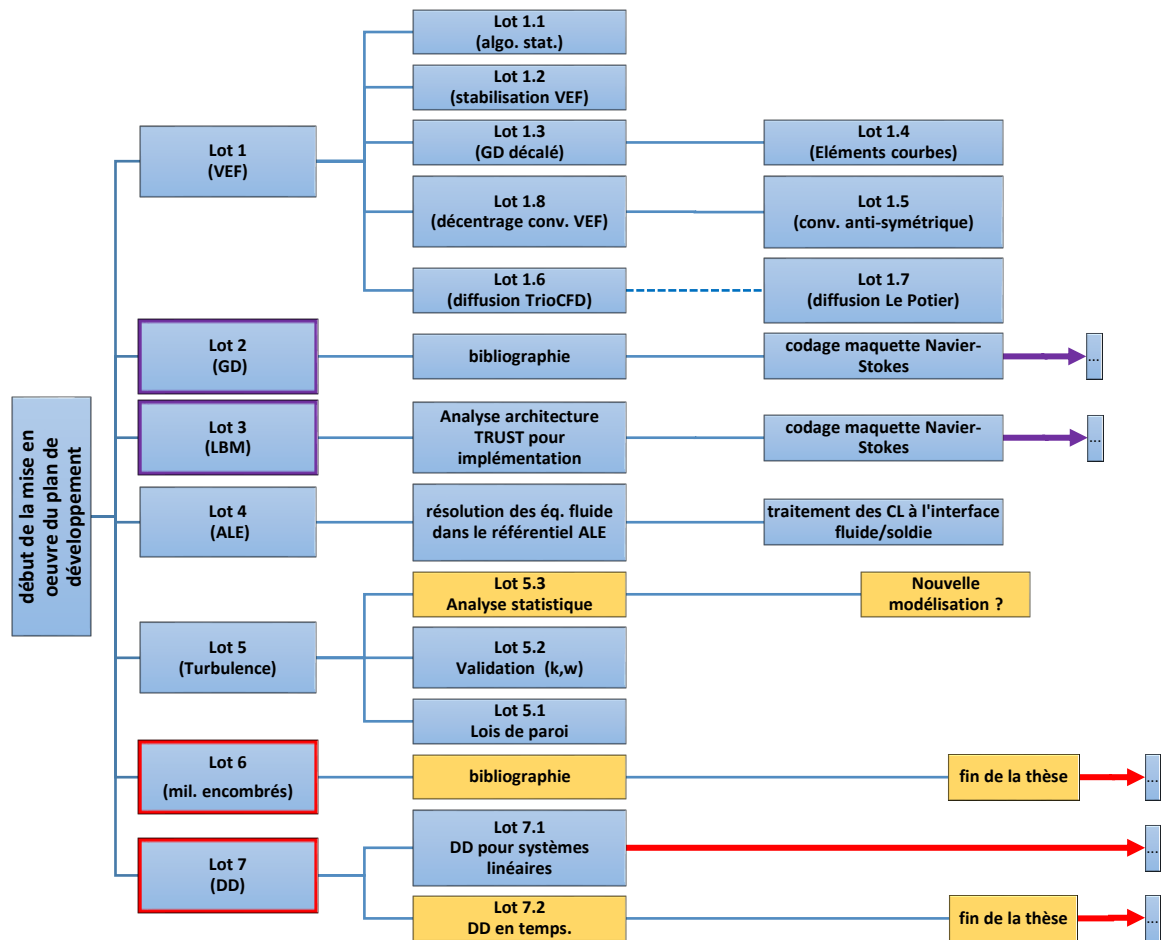 début de la mise en
oeuvre du plan de
développement
Lot 1
(VEF)
Lot 1.1
(algo. stat.)
Lot 1.2
(stabilisation VEF)
Lot 1.3
(GD décalé)
Lot 1.4
(Eléments courbes)
Lot 1.8
(décentrage conv. VEF)
Lot 1.5
(conv. anti-symétrique)
Lot 1.6
(diffusion TrioCFD)
Lot 1.7
(diffusion Le Potier)
Lot 2
(GD)
bibliographie
codage maquette Navier-
Stokes
...
Lot 3
(LBM)
Analyse architecture
TRUST pour
implémentation
codage maquette Navier-
Stokes
...
Lot 4
(ALE)
résolution des éq. fluide
dans le référentiel ALE
traitement des CL à l'interface
fluide/soldie
Lot 5
(Turbulence)
Lot 5.3
Analyse statistique
Nouvelle
modélisation ?
Lot 5.2
Validation (k,w)
Lot 5.1
Lois de paroi
Lot 6
(mil. encombrés)
bibliographie
fin de la thèse
...
Lot 7
(DD)
Lot 7.1
DD pour systèmes
linéaires
...
Lot 7.2
DD en temps.
fin de la thèse
...